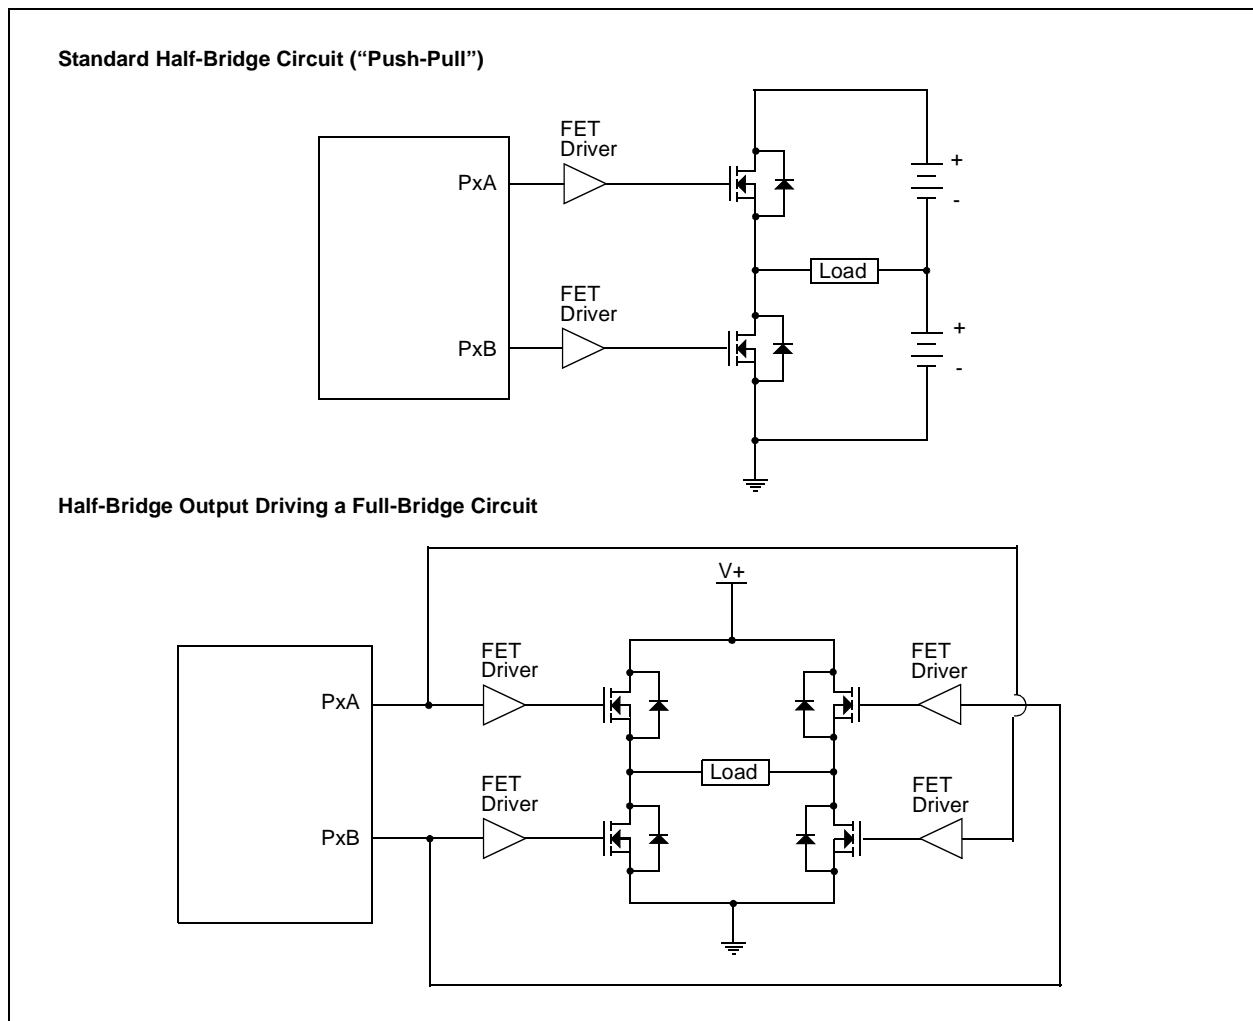 Standard Half-Bridge Circuit (“Push-Pull”)
FET
Driver
PxA
+
-
Load
FET
Driver
PxB
+
-
Half-Bridge Output Driving a Full-Bridge Circuit
V+
FET
Driver
FET
Driver
PxA
Load
FET
Driver
FET
Driver
PxB